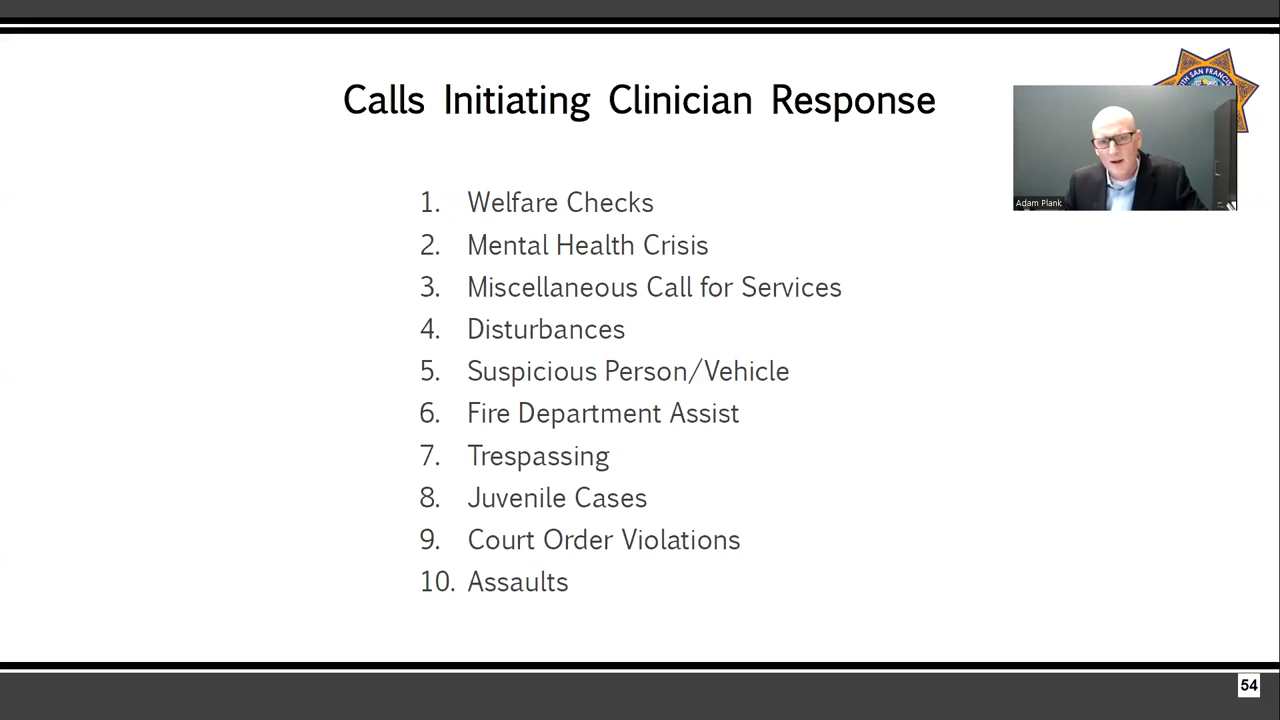 Calls Initiating Clinician Response
SAN FRANCIS
Adam Plank
1. Welfare Checks
2. Mental Health Crisis
3. Miscellaneous Call for Services
4. Disturbances
5. Suspicious Person/Vehicle
6. Fire Department Assist
7. Trespassing
8. Juvenile Cases
9. Court Order Violations
10. Assaults
54